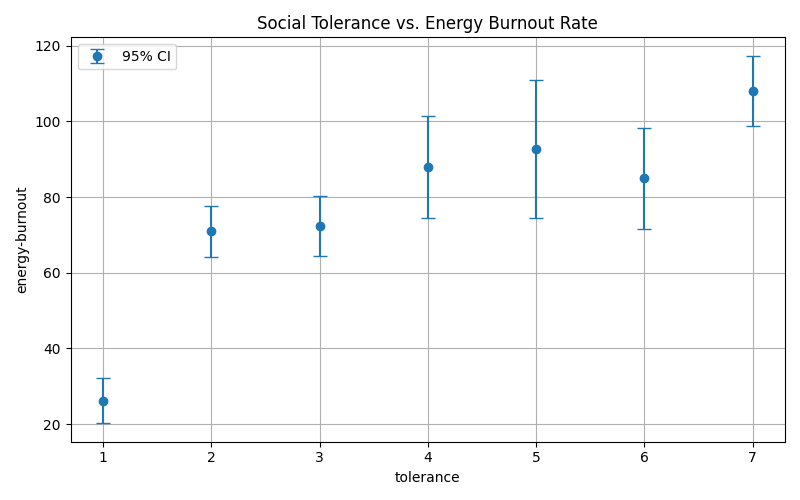 Social Tolerance vs. Energy Burnout Rate
95% CI
120
100
80
60
40
20
energy-burnout
1 2 3 4 5 6 7
tolerance